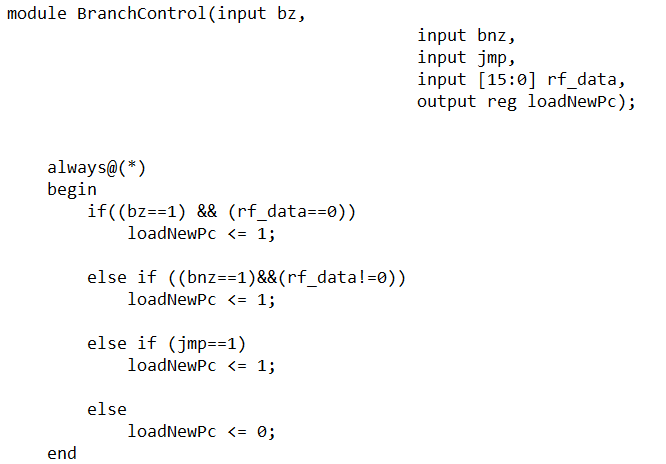 module BranchControl(input bz,
input bnz,
input jmp,
input [15:0] rf_data,
output reg loadNewPc);
always@(*)
begin
if((bz==1) && (rf_data==0))
loadNewPc <= 1;
else if ((bnz==1)&&(rf_data!=0))
loadNewPc <= 1;
else if (jmp==1)
loadNewPc <= 1;
else
loadNewPc <= 0;
end